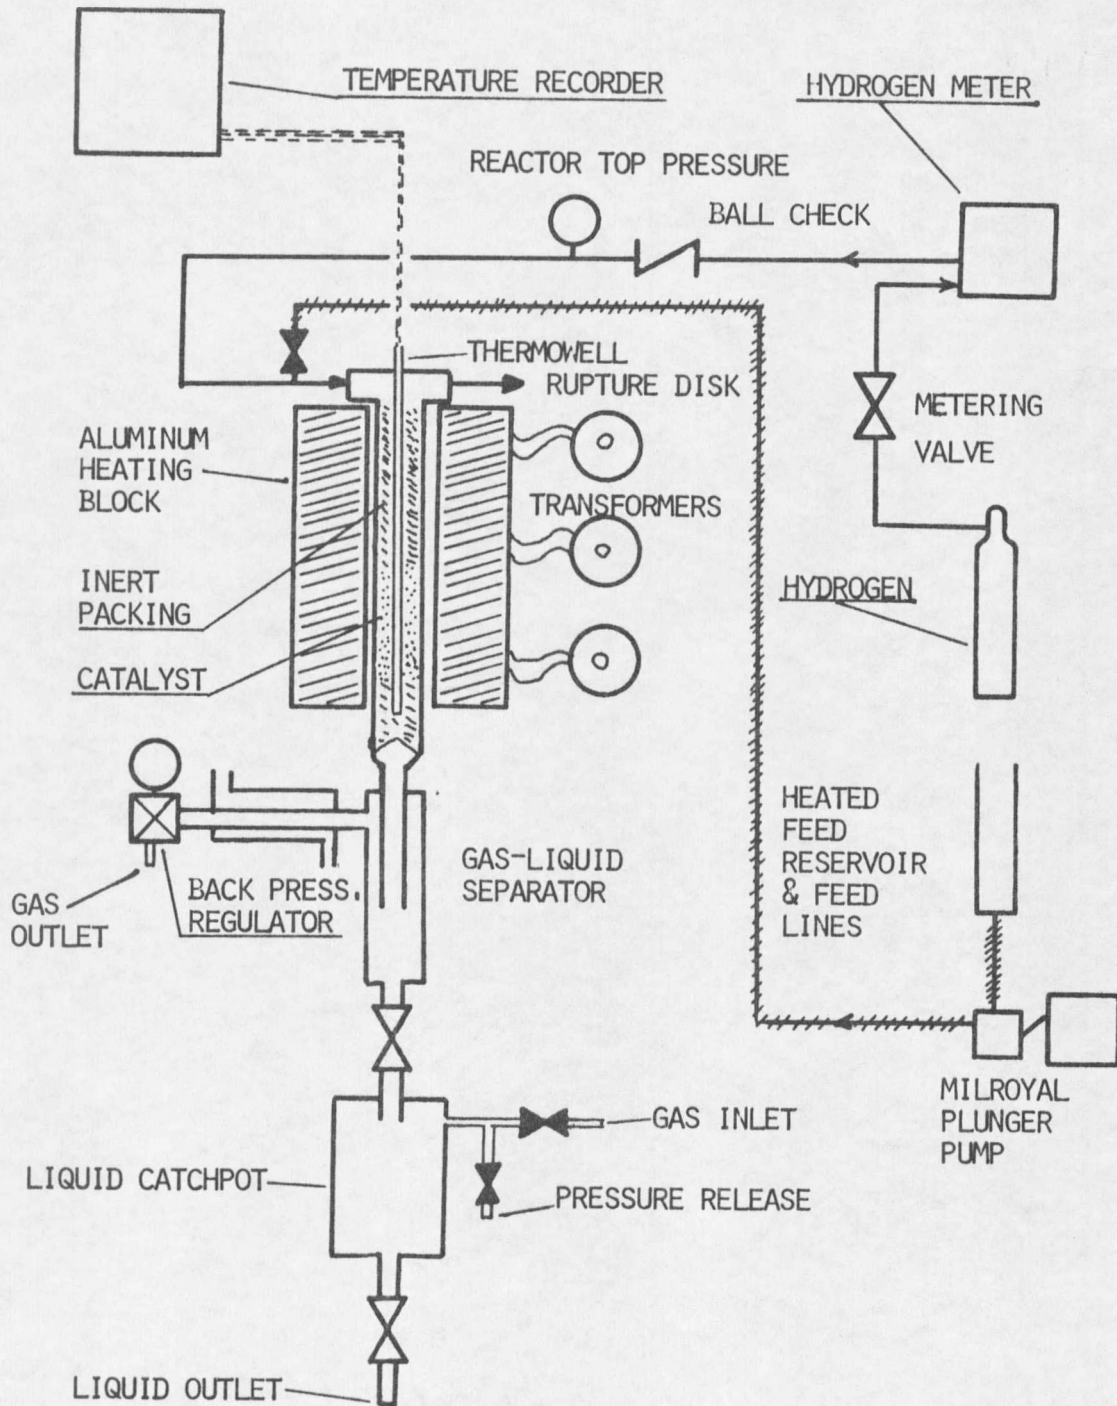 TEMPERATURE RECORDER
HYDROGEN METER
REACTOR TOP PRESSURE
BALL CHECK
THERMOWELL
RUPTURE DISK
METERING
VALVE
ALUMINUM
HEATING
BLOCK
TRANSFORMERS
INERT
PACKING
HYDROGEN
CATALYST
HEATED
FEED
RESERVOIR
& FEED
LINES
GAS-LIQUID
SEPARATOR
BACK PRESS.
REGULATOR
GAS
OUTLET
MILROYAL
PLUNGER
PUMP
GAS INLET
LIQUID CATCHPOT
PRESSURE RELEASE
LIQUID OUTLET